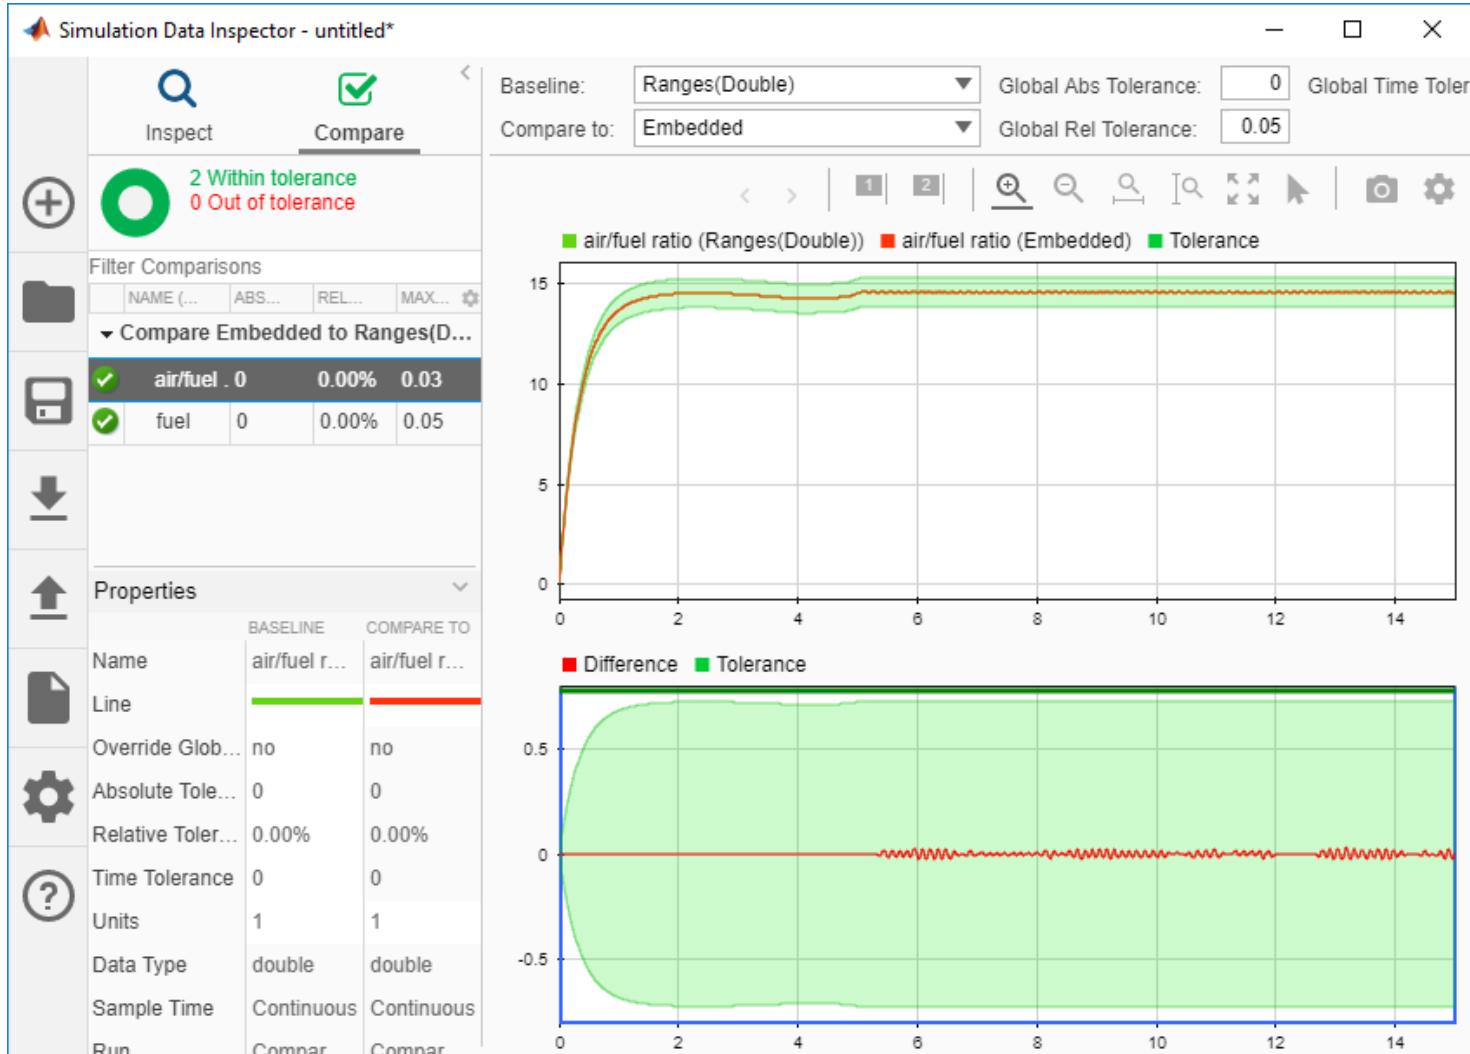 Simulation Data Inspector - untitled*
Inspect
Compare
Baseline:
Ranges(Double)
Global Abs Tolerance:
0
Global Time Toler
Compare to:
Embedded
Global Rel Tolerance:
0.05
2 Within tolerance
0 Out of tolerance
1
2
Filter Comparisons
NAME (... ABS... REL... MAX...
Compare Embedded to Ranges(D...
air/fuel . 0 0.00% 0.03
fuel 0 0.00% 0.05
air/fuel ratio (Ranges(Double)) air/fuel ratio (Embedded) Tolerance
15
10
5
0
0 2 4 6 8 10 12 14
Properties
BASELINE COMPARE TO
Name air/fuel r... air/fuel r...
Line
Override Glob... no no
Absolute Tole... 0 0
Relative Toler... 0.00% 0.00%
Time Tolerance 0 0
Units 1 1
Data Type double double
Sample Time Continuous Continuous
Run Compar Compar
Difference Tolerance
0.5
0
-0.5
0 2 4 6 8 10 12 14
?